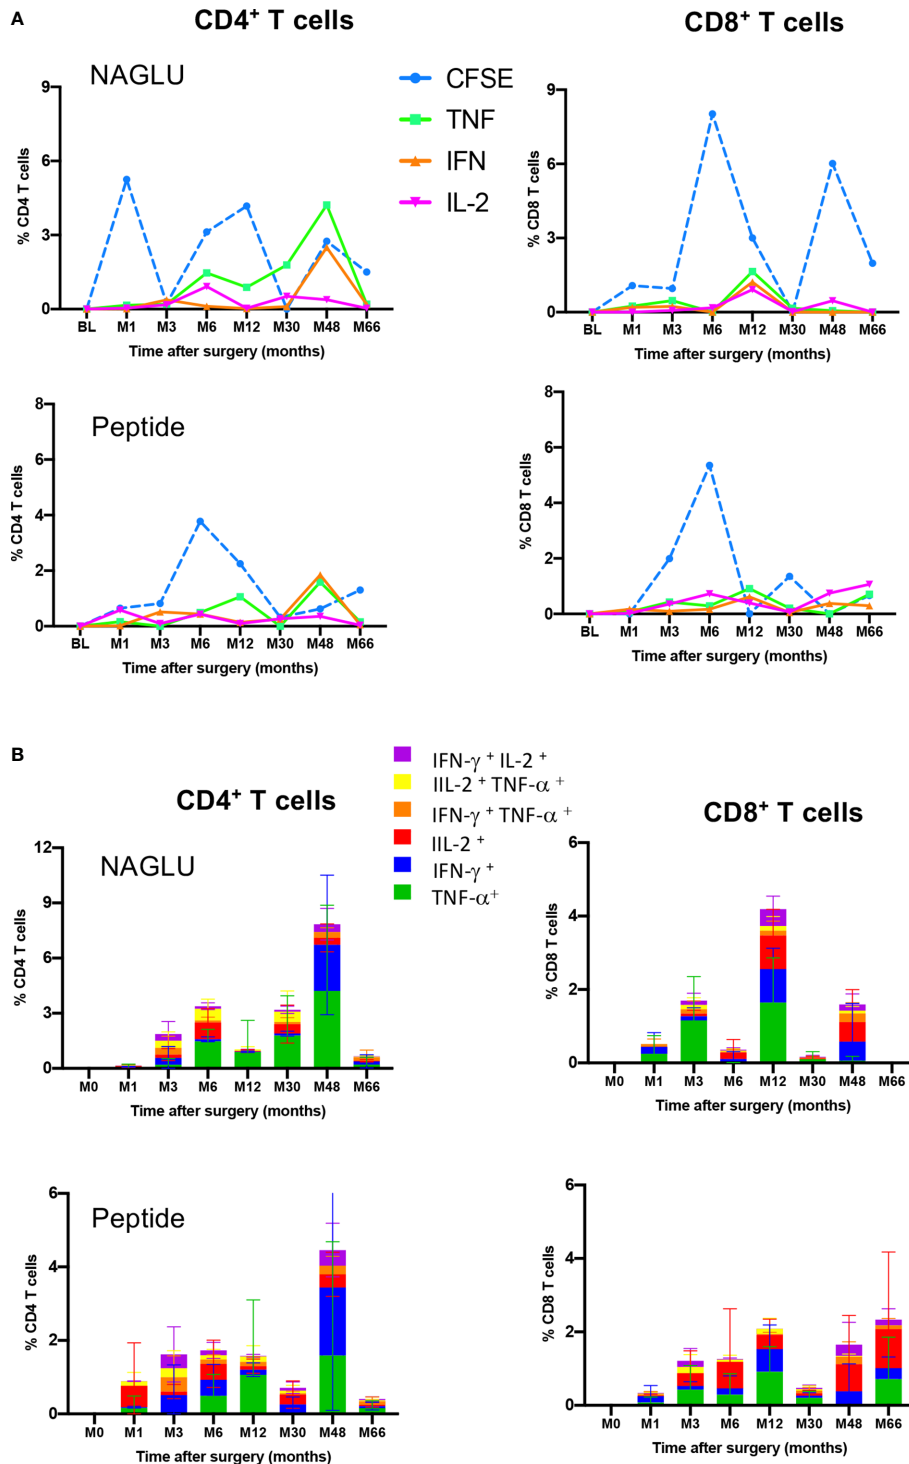 A
CD4⁺ T cells
CD8⁺ T cells
NAGLU
CFSE
TNF
IFN
IL-2
9
6
3
0
% CD4 T cells
BL M1 M3 M6 M12 M30 M48 M66
Time after surgery (months)
9
6
3
0
% CD8 T cells
BL M1 M3 M6 M12 M30 M48 M66
Time after surgery (months)
Peptide
8
6
4
2
0
% CD4 T cells
BL M1 M3 M6 M12 M30 M48 M66
Time after surgery (months)
8
6
4
2
0
% CD8 T cells
BL M1 M3 M6 M12 M30 M48 M66
Time after surgery (months)
B
IFN-γ⁺ IL-2⁺
IIL-2⁺ TNF-α⁺
IFN-γ⁺ TNF-α⁺
IIL-2⁺
IFN-γ⁺
TNF-α⁺
CD4⁺ T cells
CD8⁺ T cells
NAGLU
12
9
6
3
0
% CD4 T cells
M0 M1 M3 M6 M12 M30 M48 M66
Time after surgery (months)
6
4
2
0
% CD8 T cells
M0 M1 M3 M6 M12 M30 M48 M66
Time after surgery (months)
Peptide
6
4
2
0
% CD4 T cells
M0 M1 M3 M6 M12 M30 M48 M66
Time after surgery (months)
6
4
2
0
% CD8 T cells
M0 M1 M3 M6 M12 M30 M48 M66
Time after surgery (months)